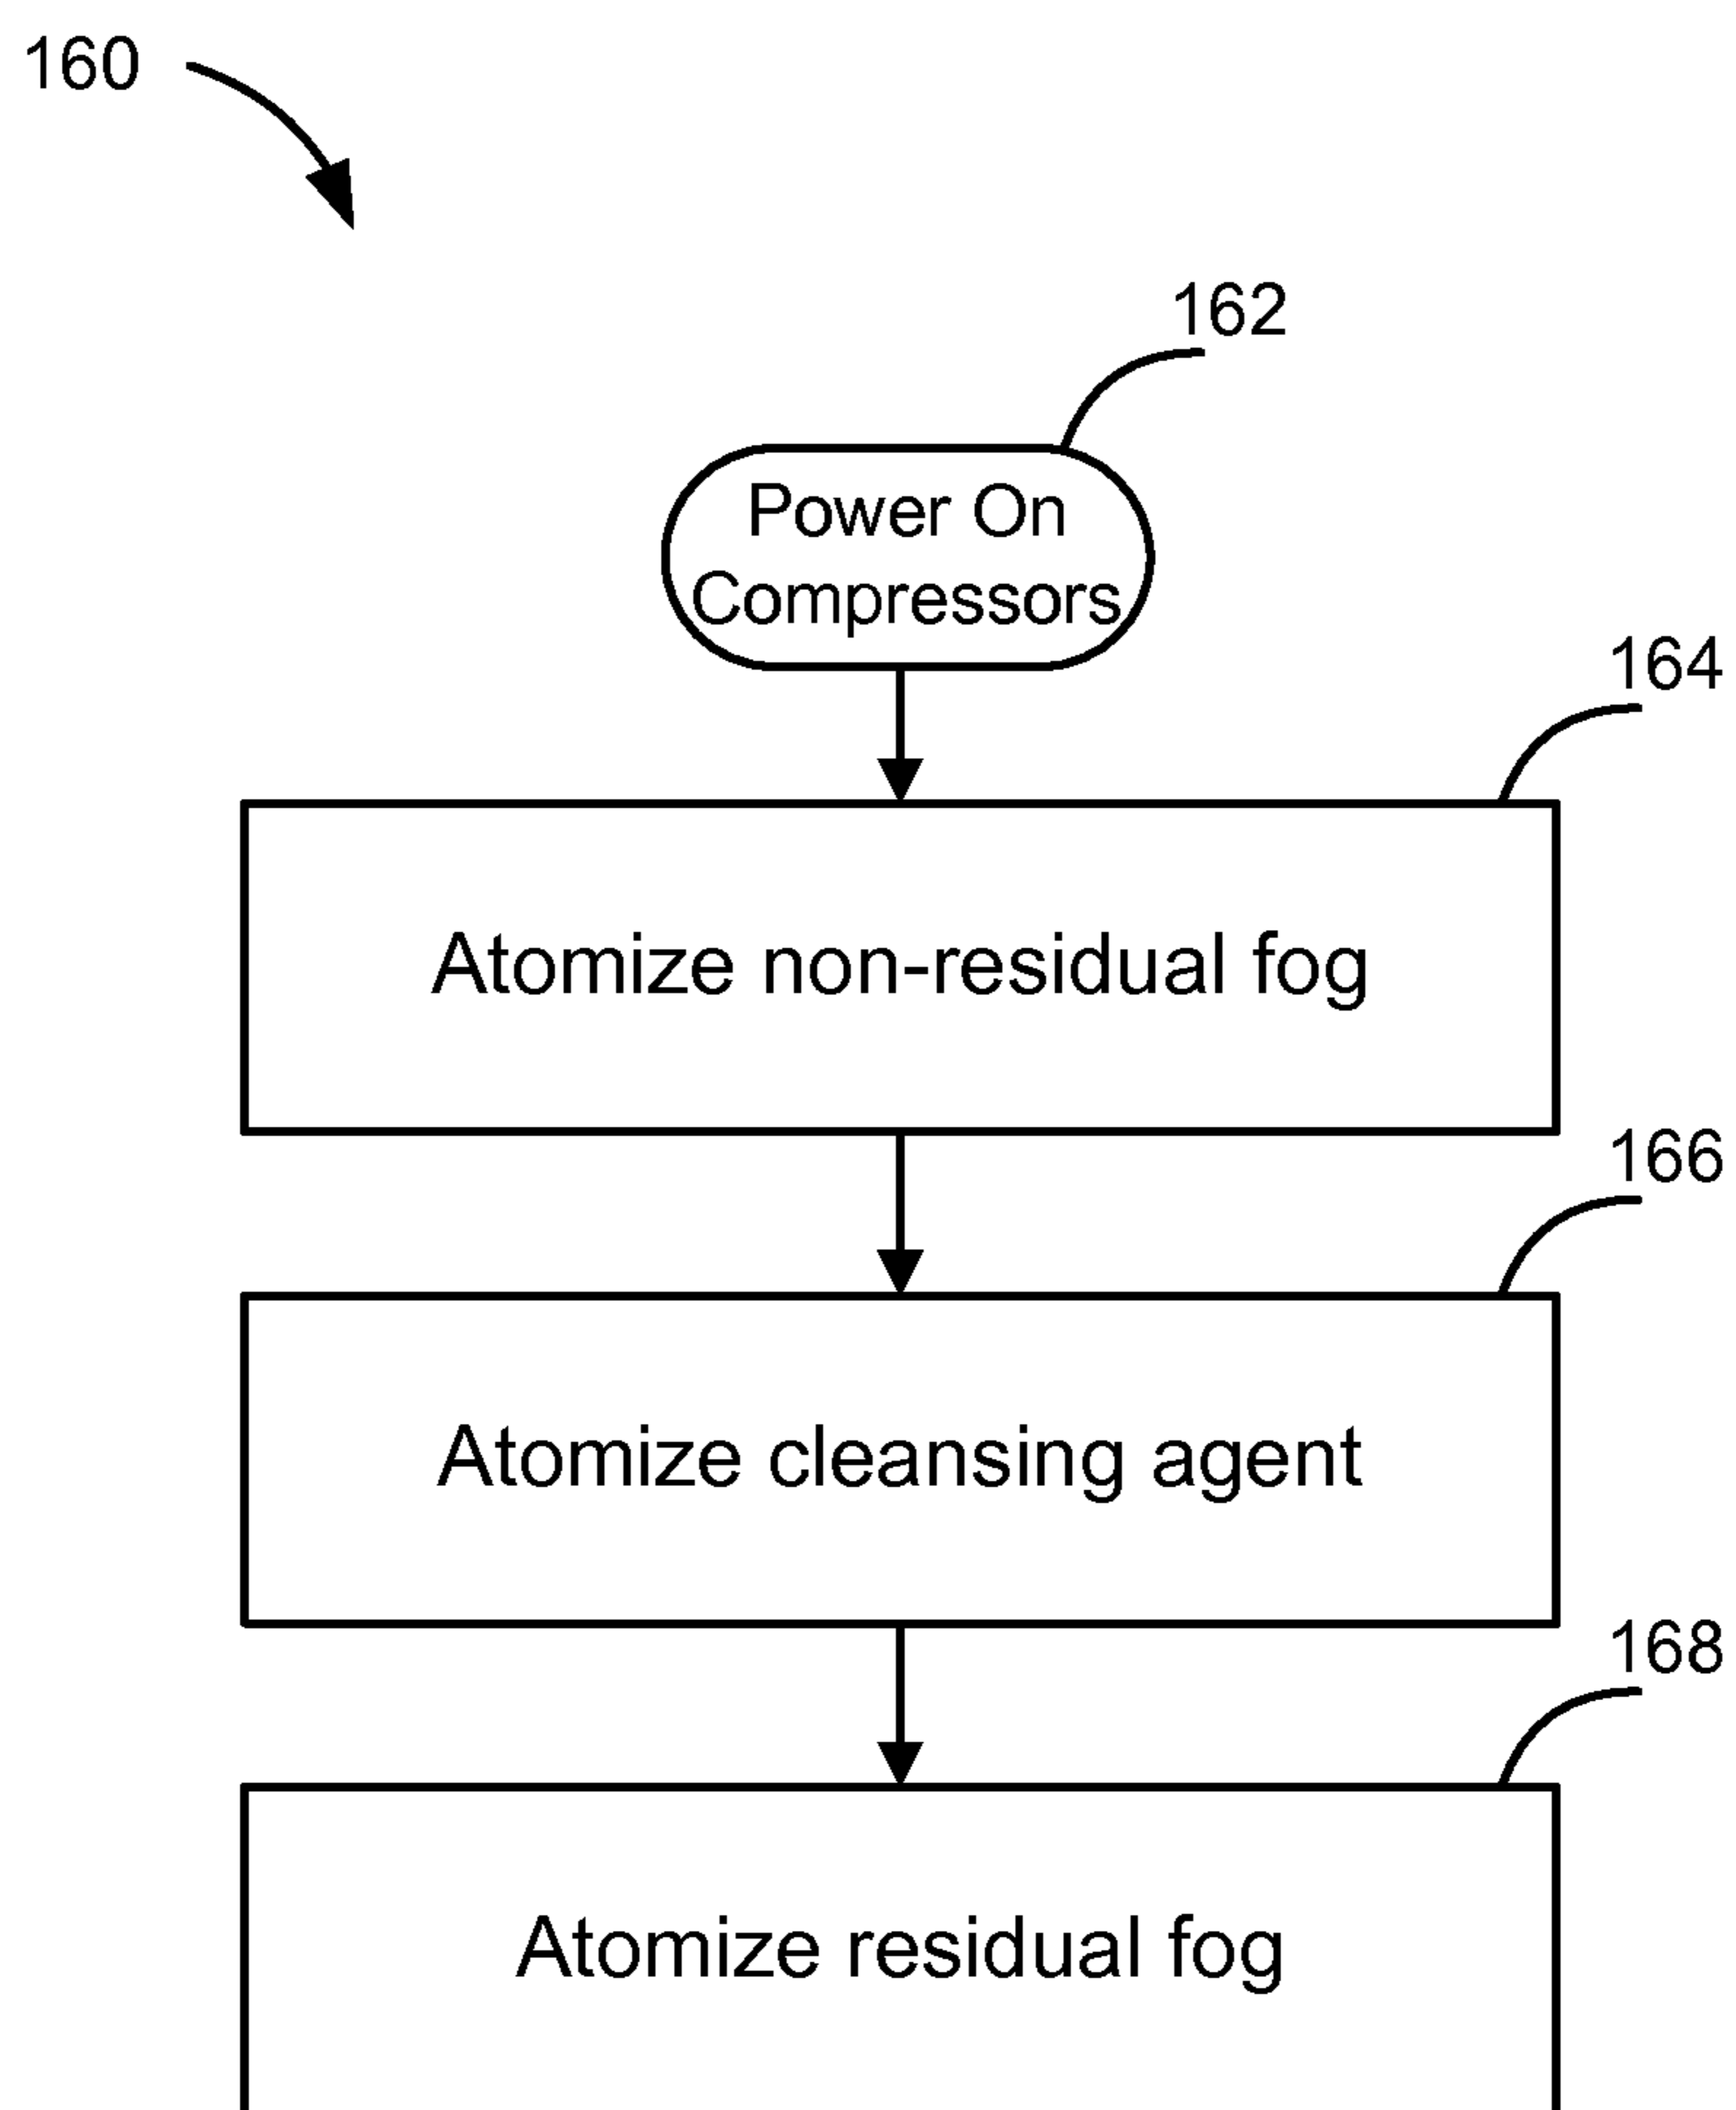 160
162
Power On
Compressors
164
Atomize non-residual fog
166
Atomize cleansing agent
168
Atomize residual fog